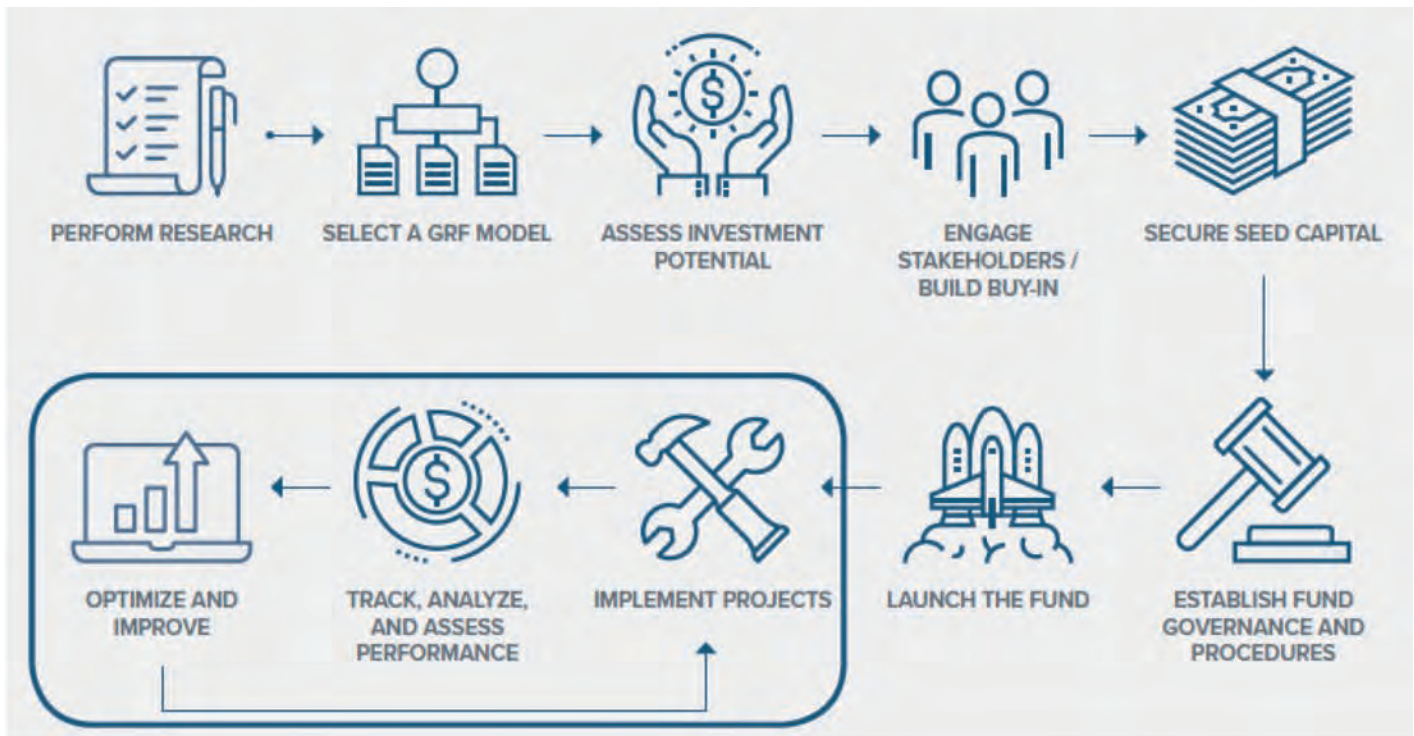 PERFORM RESEARCH
SELECT A GRF MODEL
ASSESS INVESTMENT
POTENTIAL
ENGAGE
STAKEHOLDERS /
BUILD BUY-IN
SECURE SEED CAPITAL
OPTIMIZE AND
IMPROVE
TRACK, ANALYZE,
AND ASSESS
PERFORMANCE
IMPLEMENT PROJECTS
LAUNCH THE FUND
ESTABLISH FUND
GOVERNANCE AND
PROCEDURES